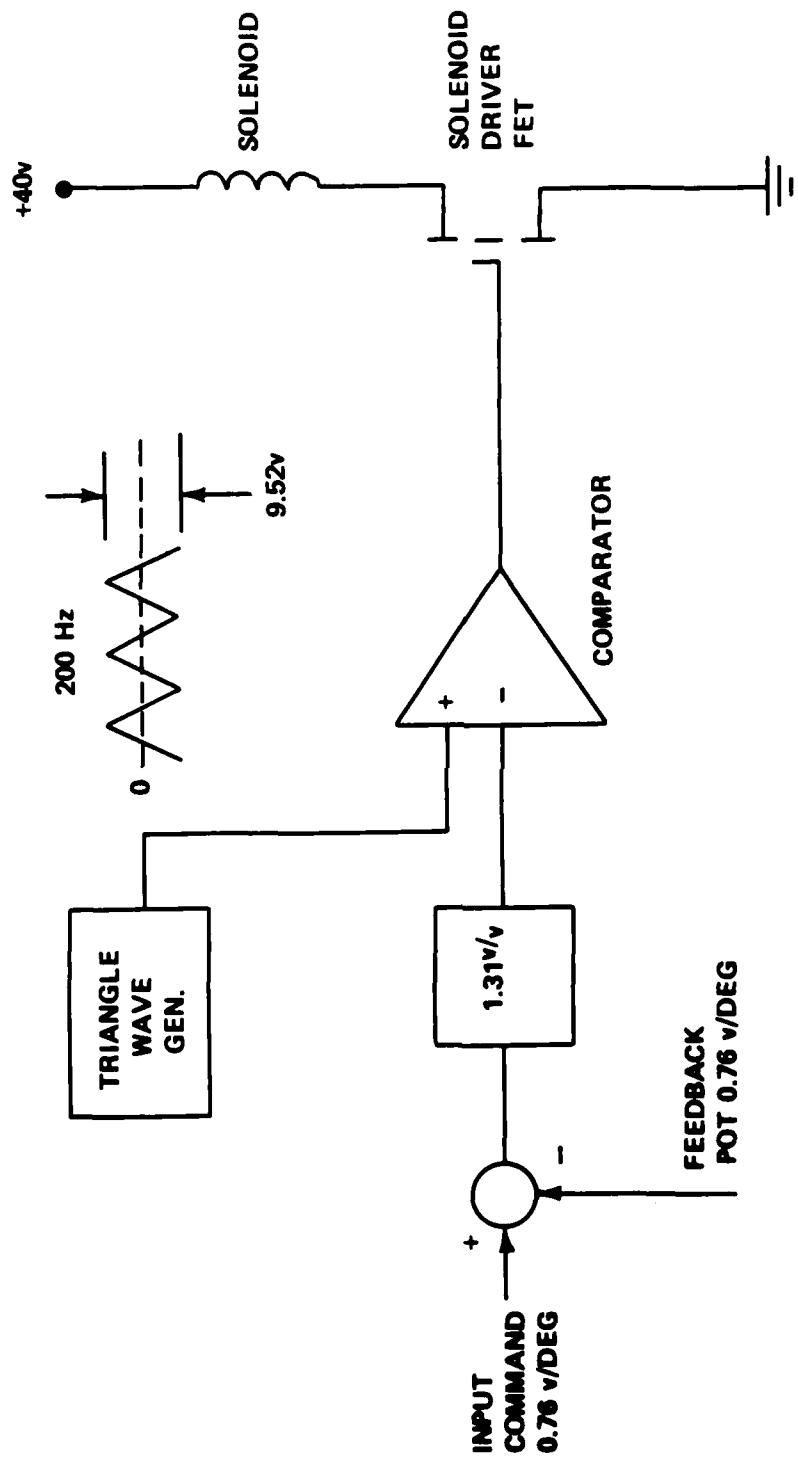 TRIANGLE
WAVE
GEN.
200 Hz
0
9.52v
+40v
SOLENOID
SOLENOID
DRIVER
FET
INPUT
COMMAND
0.76 v/DEG
+
-
FEEDBACK
POT 0.76 v/DEG
1.31v/v
+
-
COMPARATOR